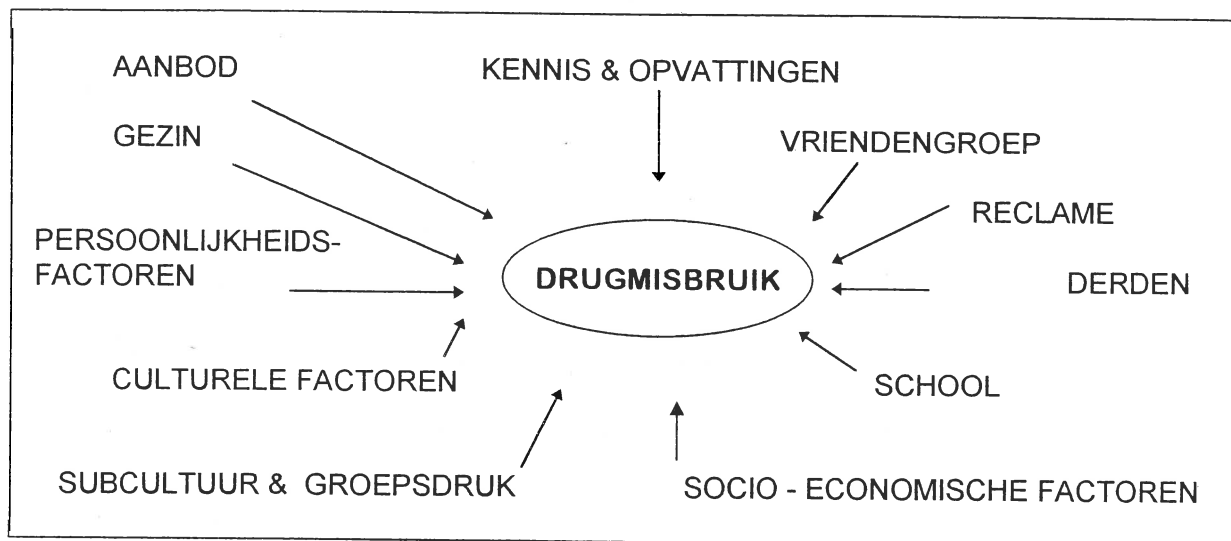 AANBOD
KENNIS & OPVATTINGEN
GEZIN
VRIENDENGROEP
RECLAME
PERSOONLIJKHEIDS-
FACTOREN
DRUGMISBRUIK
DERDEN
CULTURELE FACTOREN
SCHOOL
SUBCULTUUR & GROEPSDRUK
SOCIO - ECONOMISCHE FACTOREN